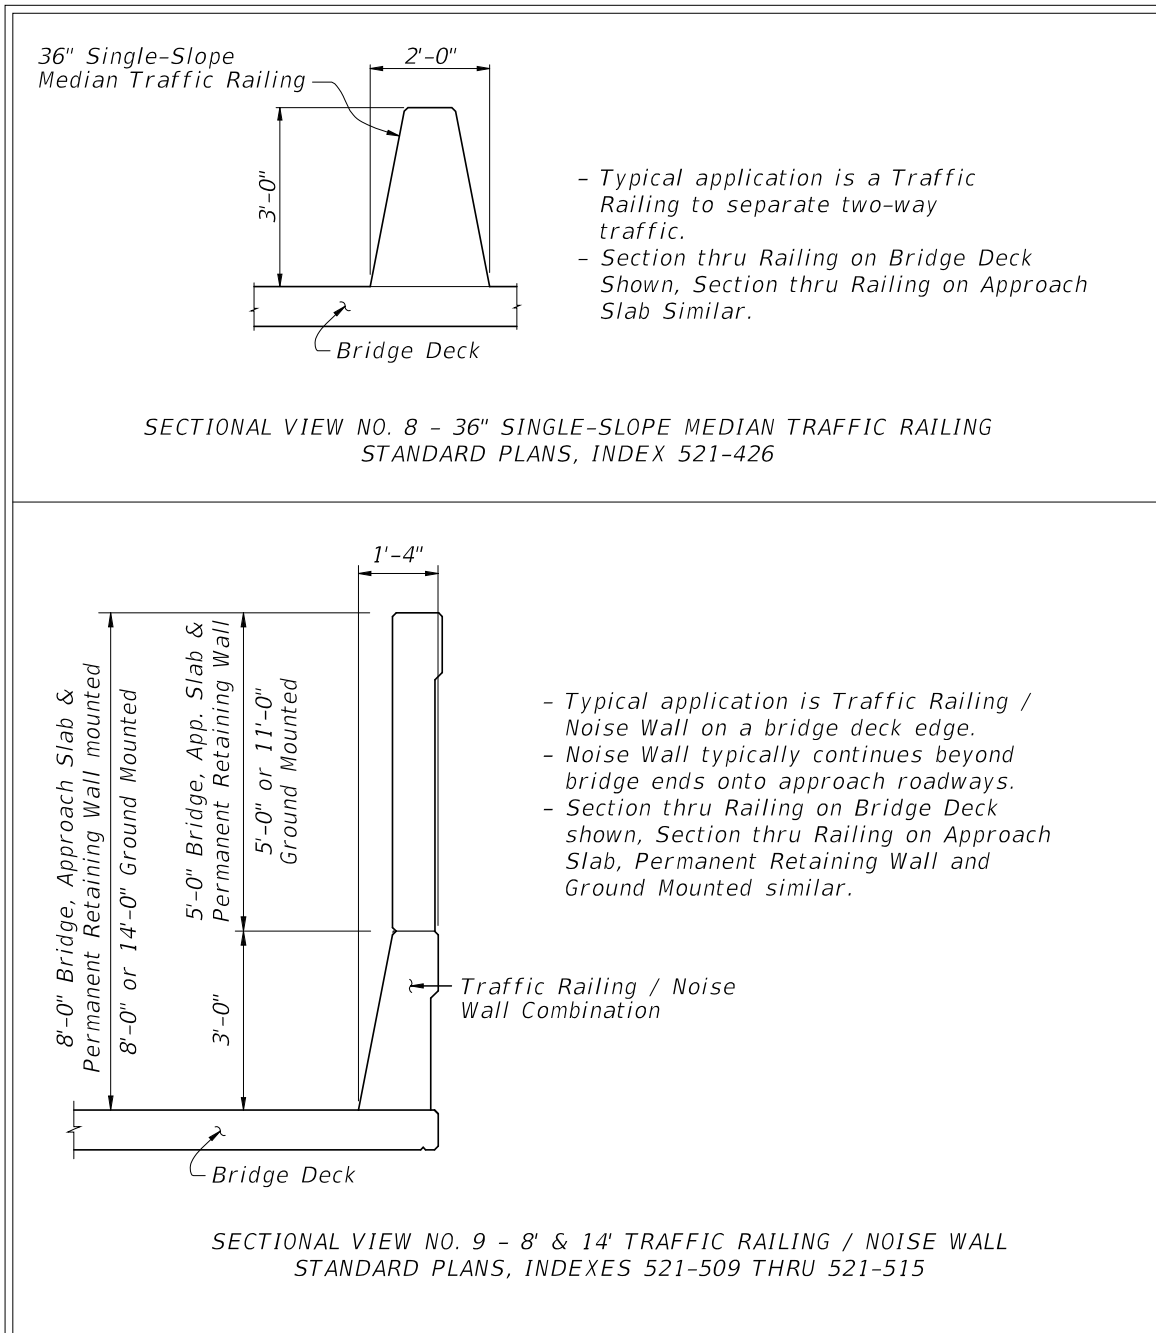 36" Single-Slope
Median Traffic Railing
2'-0"
3'-0"
Bridge Deck
- Typical application is a Traffic
Railing to separate two-way
traffic.
- Section thru Railing on Bridge Deck
Shown, Section thru Railing on Approach
Slab Similar.
SECTIONAL VIEW NO. 8 - 36" SINGLE-SLOPE MEDIAN TRAFFIC RAILING
STANDARD PLANS, INDEX 521-426
1'-4"
8'-0" Bridge, Approach Slab &
Permanent Retaining Wall mounted
8'-0" or 14'-0" Ground Mounted
5'-0" Bridge, App. Slab &
Permanent Retaining Wall
5'-0" or 11'-0"
Ground Mounted
3'-0"
- Typical application is Traffic Railing /
Noise Wall on a bridge deck edge.
- Noise Wall typically continues beyond
bridge ends onto approach roadways.
- Section thru Railing on Bridge Deck
shown, Section thru Railing on Approach
Slab, Permanent Retaining Wall and
Ground Mounted similar.
Traffic Railing / Noise
Wall Combination
Bridge Deck
SECTIONAL VIEW NO. 9 - 8' & 14' TRAFFIC RAILING / NOISE WALL
STANDARD PLANS, INDEXES 521-509 THRU 521-515